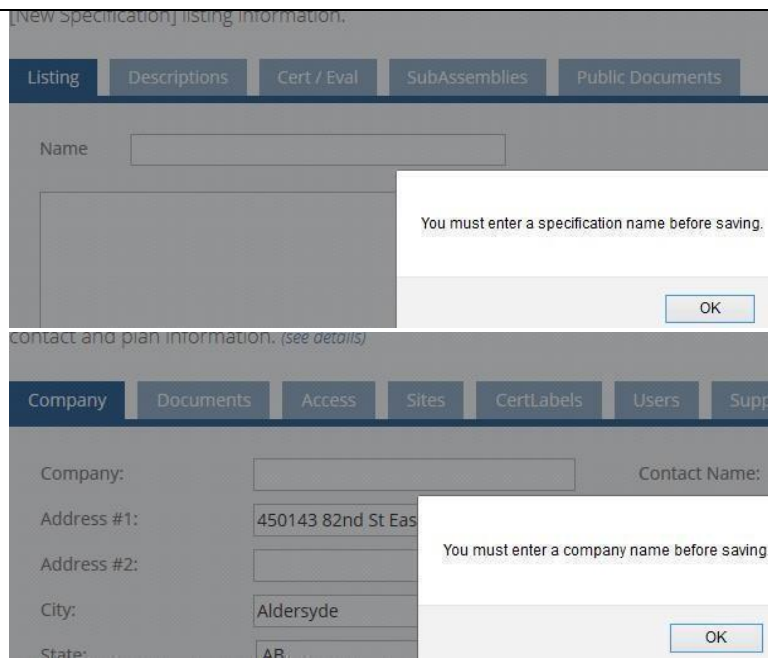 [New Specification] listing information.
Listing Descriptions Cert / Eval SubAssemblies Public Documents
Name
You must enter a specification name before saving.
OK
contact and plan information. (see details)
Company Documents Access Sites CertLabels Users Supp
Company: Contact Name:
Address #1: 450143 82nd St Eas
Address #2:
You must enter a company name before saving
City: Aldersyde
OK
State: AB